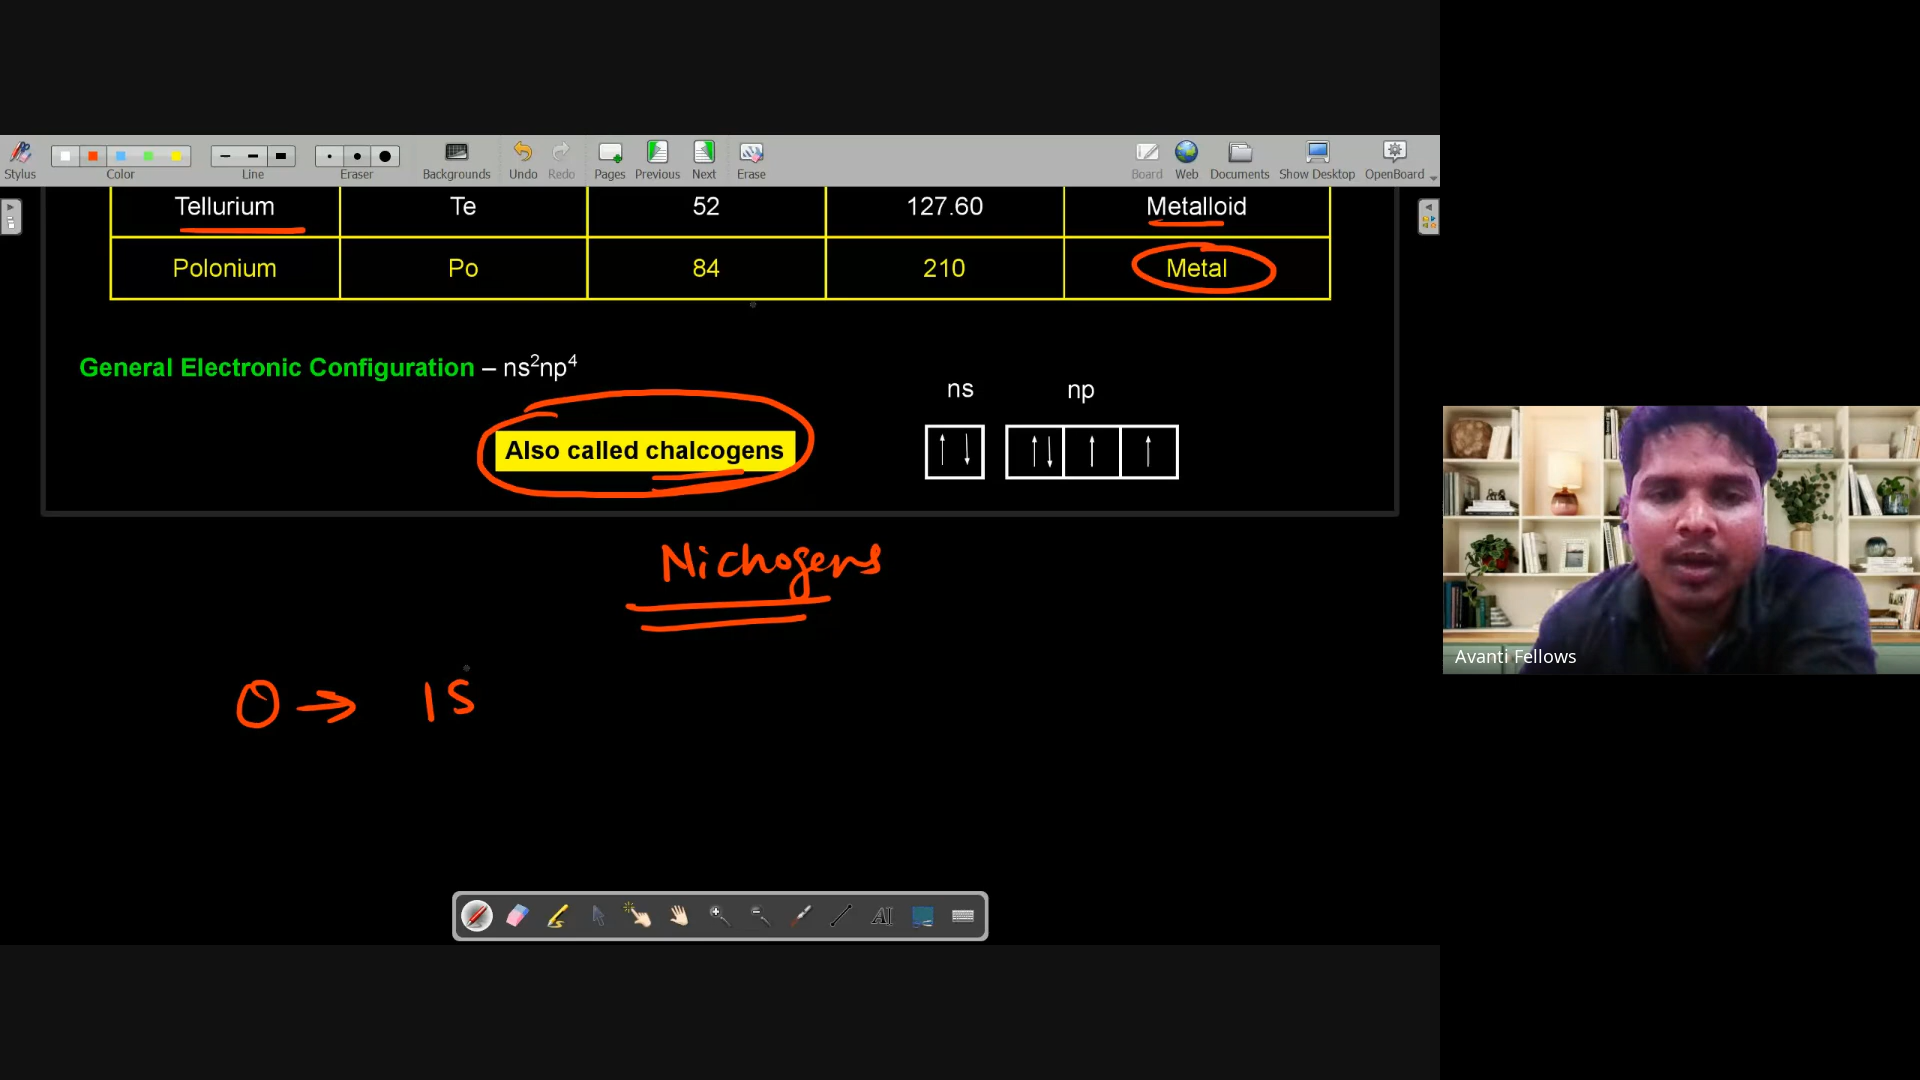 Stylus Color Line Eraser Backgrounds Undo Redo Pages Previous Next Erase Board Web Documents Show Desktop OpenBoard
Tellurium Te 52 127.60 Metalloid
Polonium Po 84 210 Metal
General Electronic Configuration – ns²np⁴
ns np
Also called chalcogens
Nichogens
Avanti Fellows
O → 1s